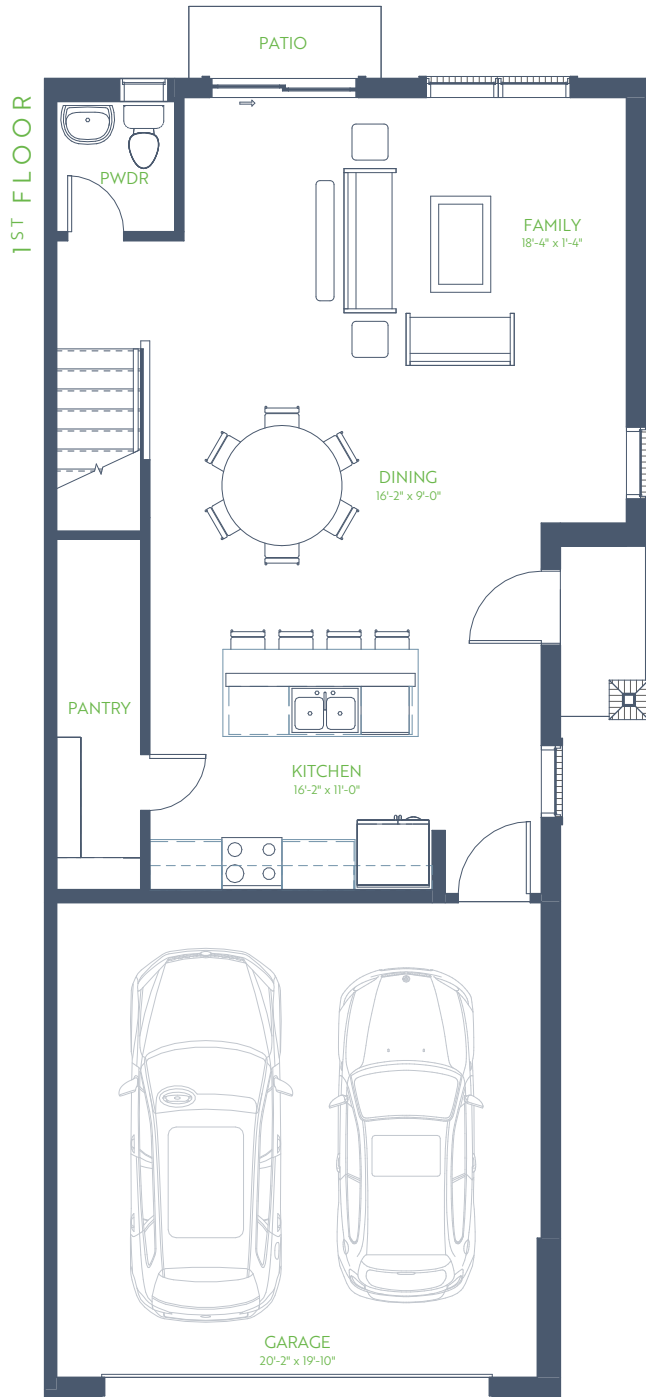 PATIO
1ST FLOOR
PWDR
FAMILY
18'-4" x 1'-4"
DINING
16'-2" x 9'-0"
PANTRY
KITCHEN
16'-2" x 11'-0"
GARAGE
20'-2" x 19'-10"